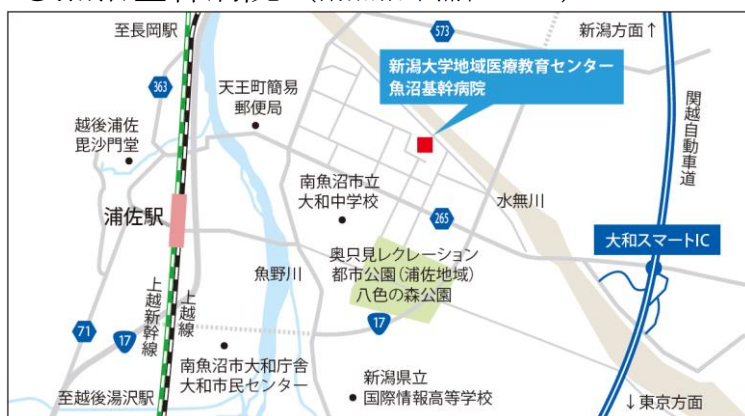 至長岡駅
573
新潟方面↑
新潟大学地域医療教育センター
魚沼基幹病院
363
天王町簡易
郵便局
関越自動車道
越後浦佐
毘沙門堂
南魚沼市立
大和中学校
水無川
265
浦佐駅
大和スマートIC
奥只見レクレーション
都市公園(浦佐地域)
八色の森公園
魚野川
上越新幹線
上越線
71
17
17
南魚沼市大和庁舎
大和市民センター
新潟県立
国際情報高等学校
至越後湯沢駅
↓東京方面